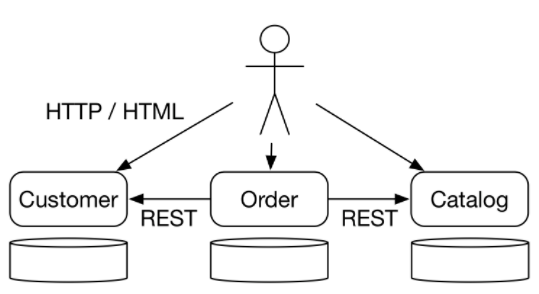 HTTP / HTML
Customer
REST
Order
REST
Catalog